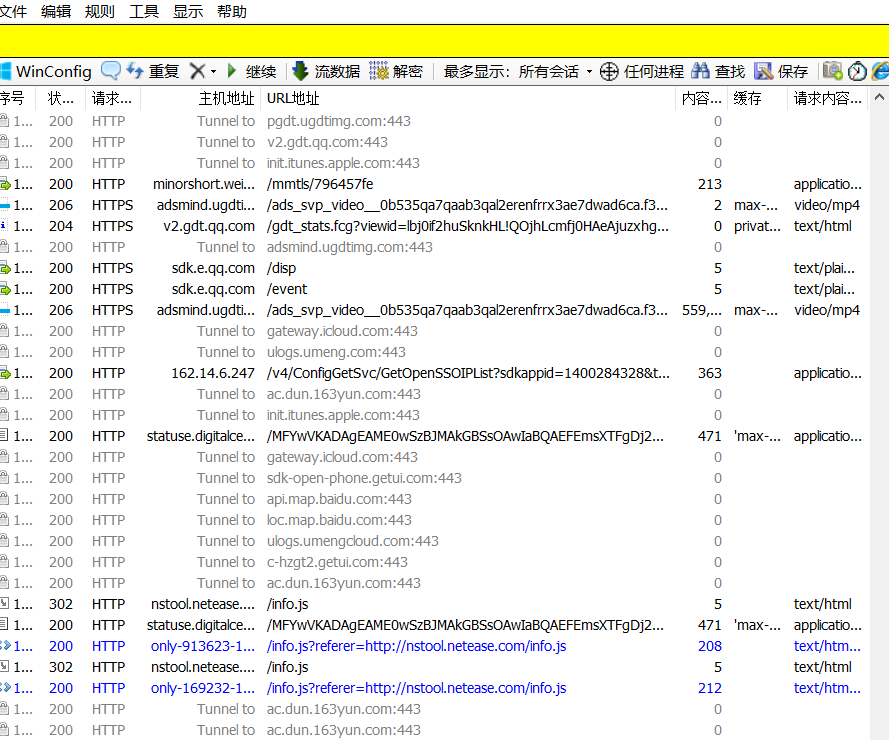 文件 编辑 规则 工具 显示 帮助
WinConfig 重复 继续 流数据 解密 最多显示: 所有会话 任何进程 查找 保存
序号 状... 请求... 主机地址 URL地址 内容... 缓存 请求内容...
1... 200 HTTP Tunnel to pgdt.ugdtimg.com:443 0
1... 200 HTTP Tunnel to v2.gdt.qq.com:443 0
1... 200 HTTP Tunnel to init.itunes.apple.com:443 0
1... 200 HTTP minorshort.wei... /mmtls/796457fe 213 applicatio...
1... 206 HTTPS adsmind.ugdti... /ads_svp_video__0b535qa7qaab3qal2erenfrrx3ae7dwad6ca.f3... 2 max-... video/mp4
1... 204 HTTPS v2.gdt.qq.com /gdt_stats.fcg?viewid=lbj0if2huSknkHL!QOjhLcmfj0HAeAjuzxhg... 0 privat... text/html
1... 200 HTTP Tunnel to adsmind.ugdtimg.com:443 0
1... 200 HTTPS sdk.e.qq.com /disp 5 text/plai...
1... 200 HTTPS sdk.e.qq.com /event 5 text/plai...
1... 206 HTTPS adsmind.ugdti... /ads_svp_video__0b535qa7qaab3qal2erenfrrx3ae7dwad6ca.f3... 559,... max-... video/mp4
1... 200 HTTP Tunnel to gateway.icloud.com:443 0
1... 200 HTTP Tunnel to ulogs.umeng.com:443 0
1... 200 HTTP 162.14.6.247 /v4/ConfigGetSvc/GetOpenSSOIPList?sdkappid=1400284328&t... 363 applicatio...
1... 200 HTTP Tunnel to ac.dun.163yun.com:443 0
1... 200 HTTP Tunnel to init.itunes.apple.com:443 0
1... 200 HTTP statuse.digitalce... /MFYwVKADAgEAME0wSzBJMAkGBSsOAwIaBQAEFEmsXTFgDj2... 471 'max-... applicatio...
1... 200 HTTP Tunnel to gateway.icloud.com:443 0
1... 200 HTTP Tunnel to sdk-open-phone.getui.com:443 0
1... 200 HTTP Tunnel to api.map.baidu.com:443 0
1... 200 HTTP Tunnel to loc.map.baidu.com:443 0
1... 200 HTTP Tunnel to ulogs.umengcloud.com:443 0
1... 200 HTTP Tunnel to c-hzgt2.getui.com:443 0
1... 200 HTTP Tunnel to ac.dun.163yun.com:443 0
1... 302 HTTP nstool.netease.... /info.js 5 text/html
1... 200 HTTP statuse.digitalce... /MFYwVKADAgEAME0wSzBJMAkGBSsOAwIaBQAEFEmsXTFgDj2... 471 'max-... applicatio...
1... 200 HTTP only-913623-1... /info.js?referer=http://nstool.netease.com/info.js 208 text/htm...
1... 302 HTTP nstool.netease.... /info.js 5 text/html
1... 200 HTTP only-169232-1... /info.js?referer=http://nstool.netease.com/info.js 212 text/htm...
1... 200 HTTP Tunnel to ac.dun.163yun.com:443 0
1... 200 HTTP Tunnel to ac.dun.163yun.com:443 0